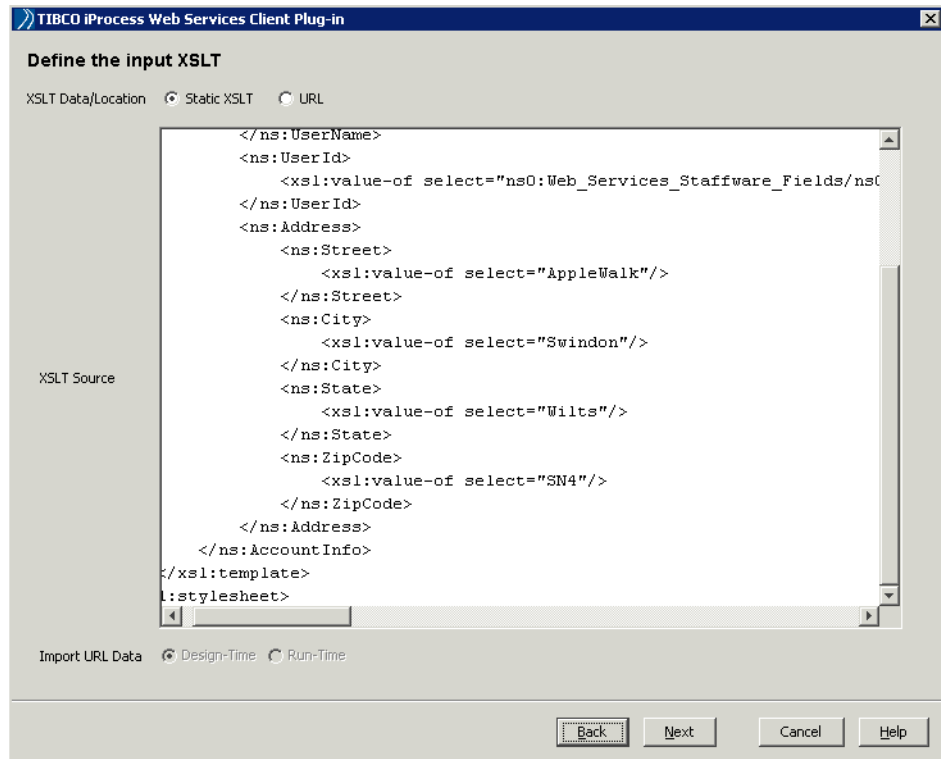 TIBCO iProcess Web Services Client Plug-in
Define the input XSLT
XSLT Data/Location Static XSLT URL
</ns:UserName>
<ns:UserId>
<xsl:value-of select="ns0:Web_Services_Staffware_Fields/ns0
</ns:UserId>
<ns:Address>
<ns:Street>
<xsl:value-of select="AppleWalk"/>
</ns:Street>
<ns:City>
<xsl:value-of select="Swindon"/>
</ns:City>
<ns:State>
XSLT Source
<xsl:value-of select="Wilts"/>
</ns:State>
<ns:ZipCode>
<xsl:value-of select="SN4"/>
</ns:ZipCode>
</ns:Address>
</ns:AccountInfo>
</xsl:template>
l:stylesheet>
Import URL Data Design-Time Run-Time
Back Next Cancel Help